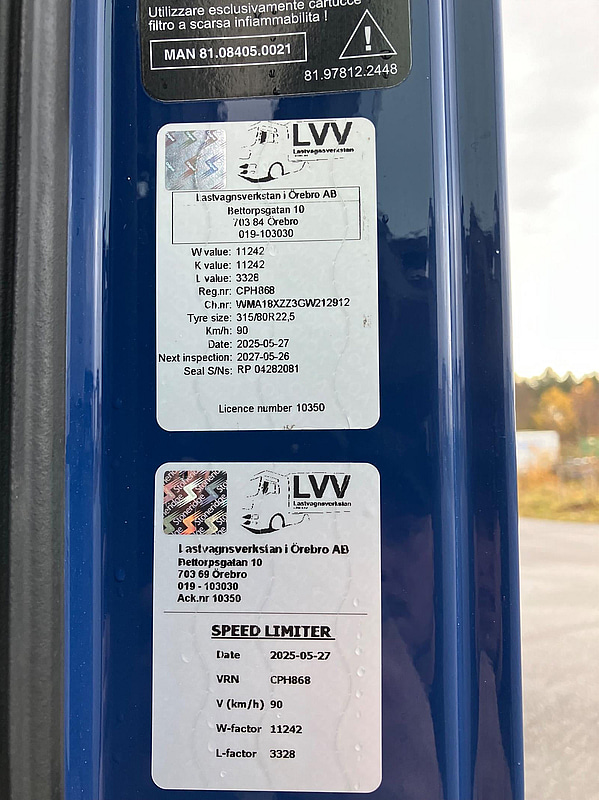 Utilizzare esclusivamente cartucce
filtro a scarsa infiammabilita !
MAN 81.08405.0021
81.97812.2448
LVV
Lastvagnsverkstan
Lastvagnsverkstan i Örebro AB
Bettorpsgatan 10
703 84 Örebro
019-103030
W value: 11242
K value: 11242
L value: 3328
Reg.nr: CPH868
Ch.nr: WMA18XZZ3GW212912
Tyre size: 315/80R22,5
Km/h: 90
Date: 2025-05-27
Next inspection: 2027-05-26
Seal S/Ns: RP 04282081
Licence number 10350
Stoneridge
LVV
Lastvagnsverkstan
Lastvagnsverkstan i Örebro AB
Bettorpsgatan 10
703 69 Örebro
019 - 103030
Ack.nr 10350
SPEED LIMITER
Date 2025-05-27
VRN CPH868
V (km/h) 90
W-factor 11242
L-factor 3328